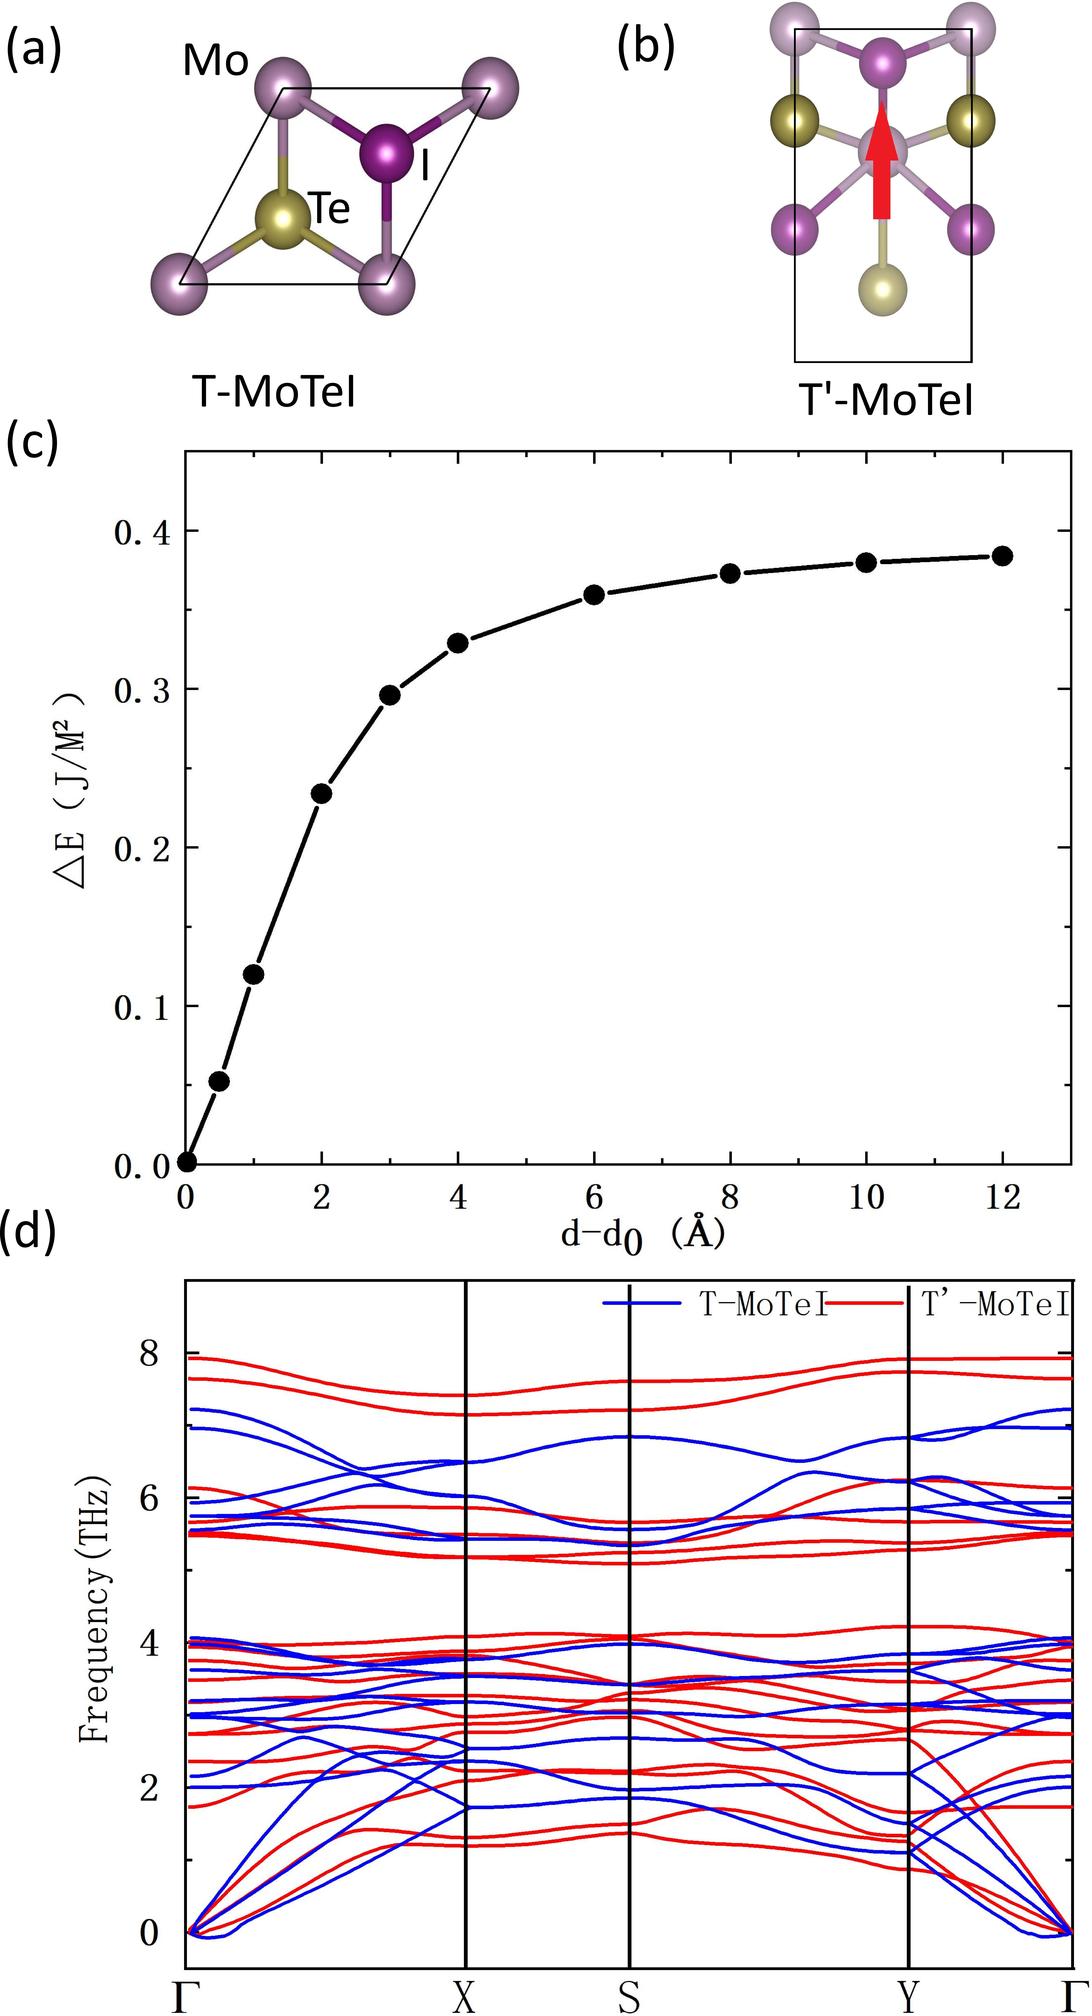 (a)
Mo
I
Te
T-MoTeI
(b)
T'-MoTeI
(c)
△E (J/M²)
0.4
0.3
0.2
0.1
0.0
0 2 4 6 8 10 12
d-d₀ (Å)
(d)
T-MoTeI T'-MoTeI
Frequency(THz)
8
6
4
2
0
Γ X S Y Γ